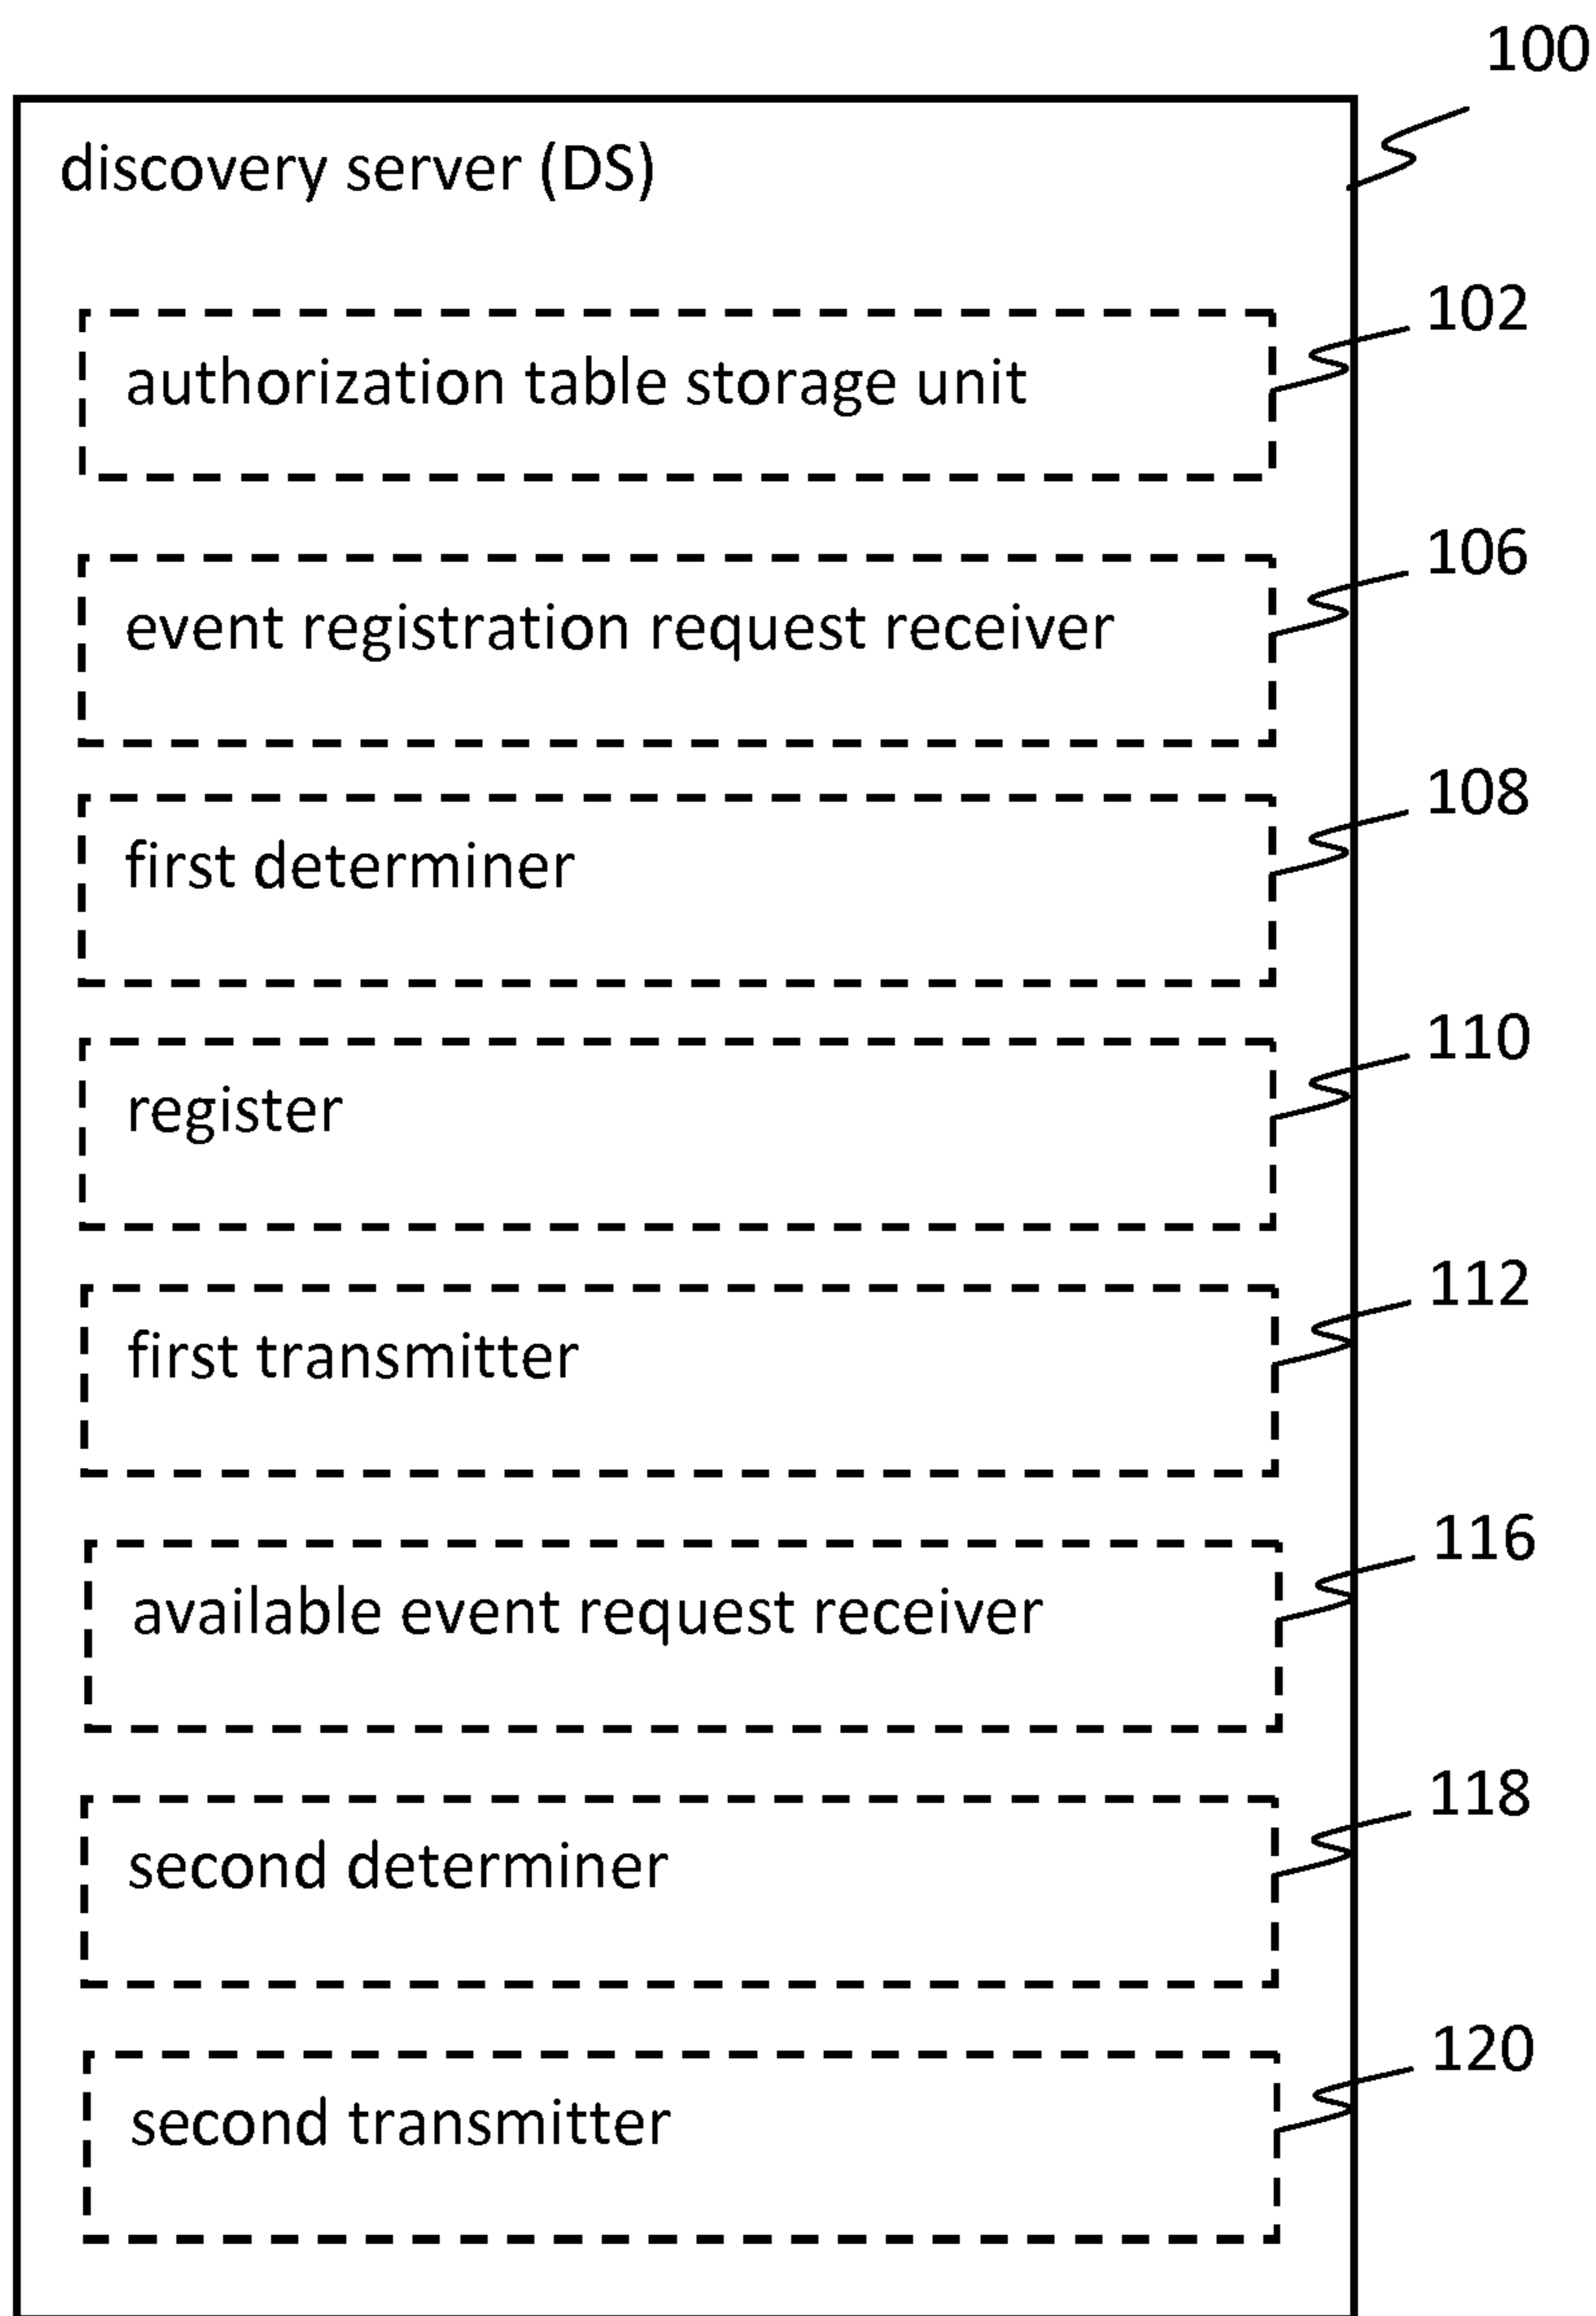 100
discovery server (DS)
102
authorization table storage unit
106
event registration request receiver
108
first determiner
110
register
112
first transmitter
116
available event request receiver
118
second determiner
120
second transmitter